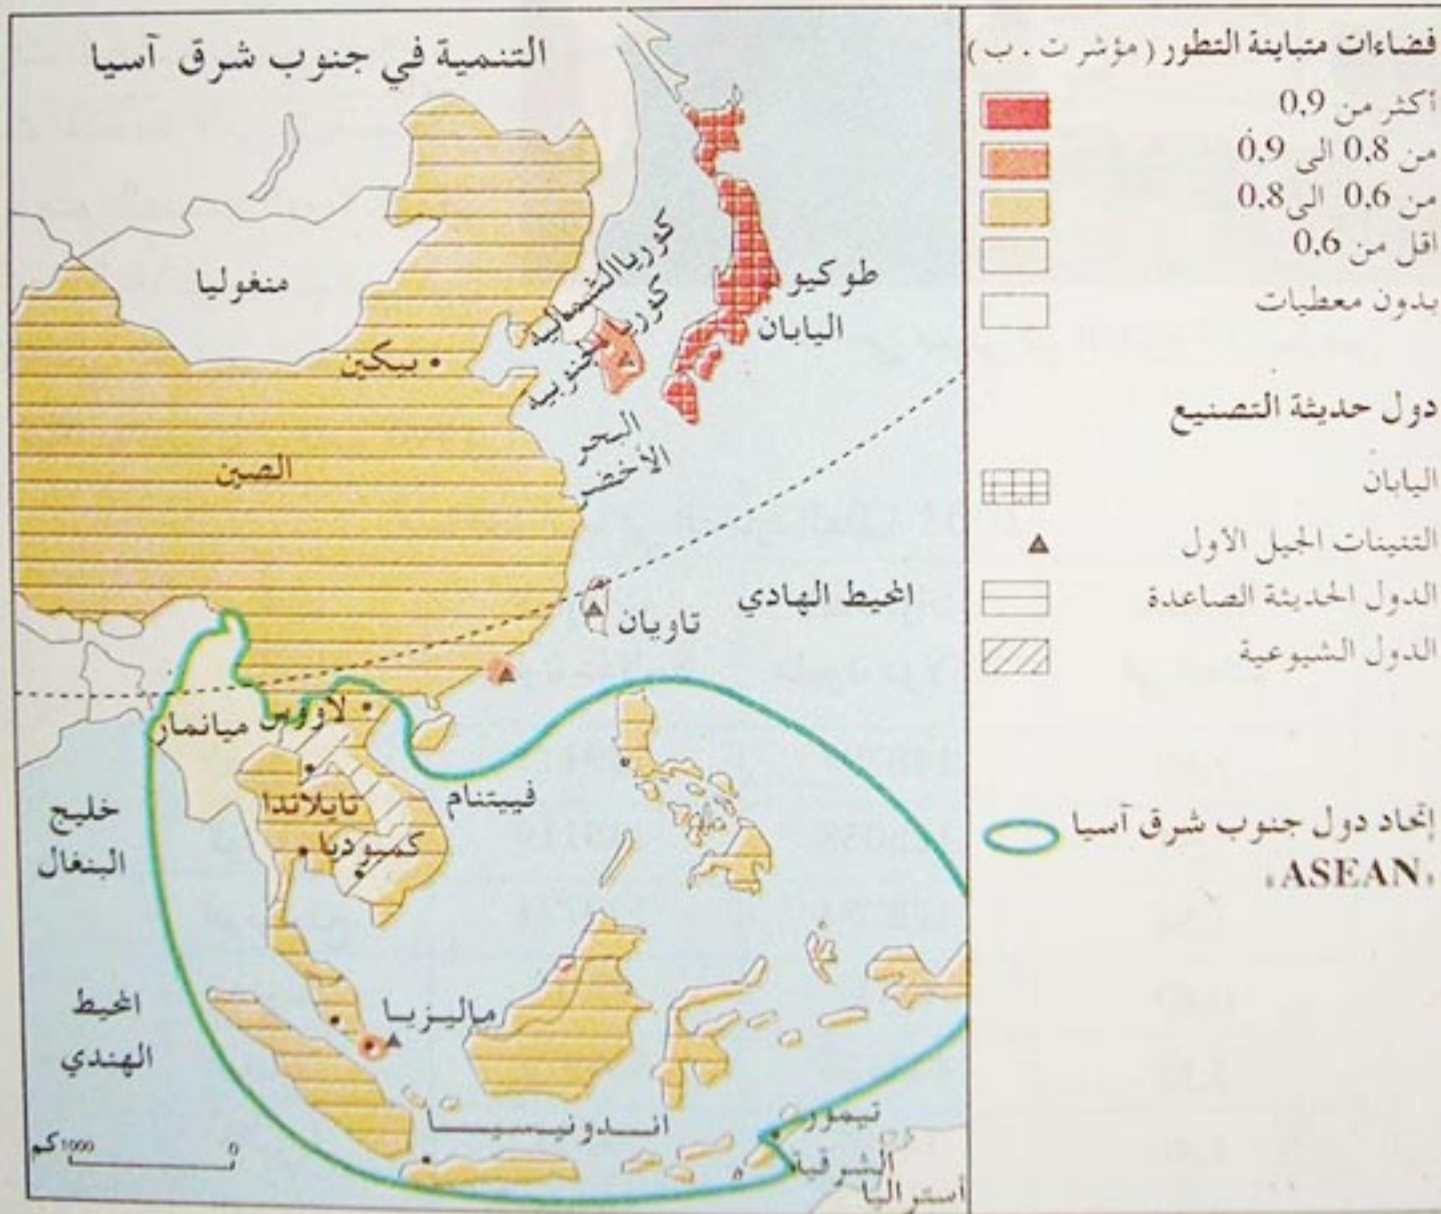 التنمية في جنوب شرق آسيا
فضاءات متباينة التطور (مؤشر ت . ب)
أكثر من 0,9
من 0,8 الى 0,9
من 0,6 الى 0,8
اقل من 0,6
بدون معطيات
دول حديثة التصنيع
اليابان
التنينات الجيل الاول
الدول الحديثة الصاعدة
الدول الشيوعية
إتحاد دول جنوب شرق آسيا
«ASEAN»
منغوليا
كوريا الشمالية
كوريا الجنوبية
طوكيو
اليابان
بيكين
البحر
الأخضر
الصين
المحيط الهادي
تاويان
لاووس
ميانمار
فييتنام
تايلاندا
كمبوديا
خليج
البنغال
ماليزيا
المحيط
الهندي
اندونيسيا
تيمور
الشرقية
أستراليا
0 1000 كم